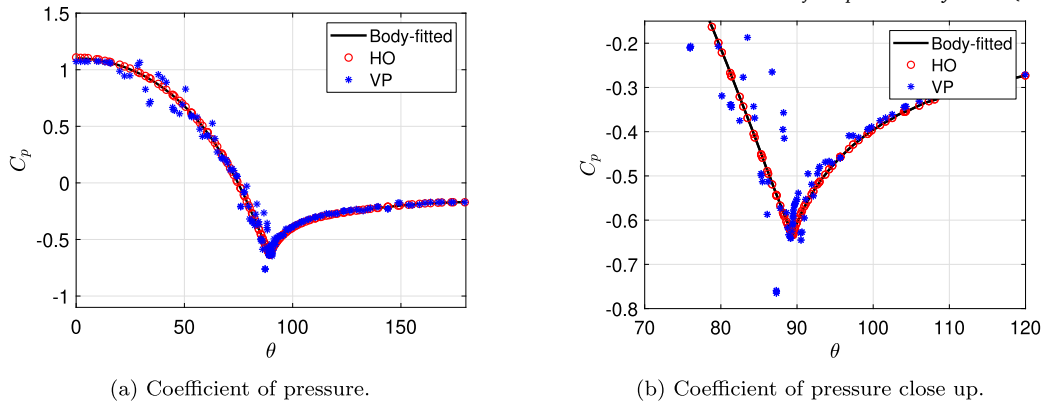 1.5
1
0.5
0
-0.5
-1
C_p
0
50
100
150
θ
Body-fitted
HO
VP
(a) Coefficient of pressure.
-0.2
-0.3
-0.4
-0.5
-0.6
-0.7
-0.8
C_p
70
80
90
100
110
120
θ
Body-fitted
HO
VP
(b) Coefficient of pressure close up.